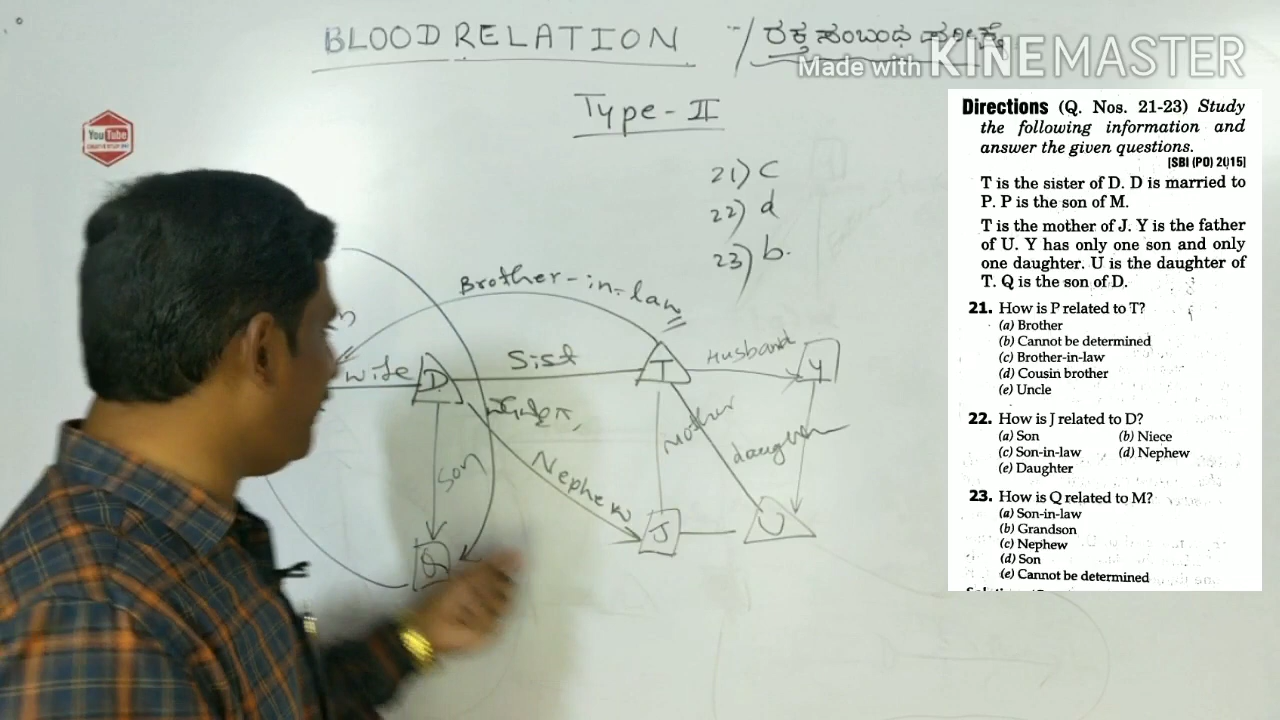 BLOOD RELATION -/ ರಕ್ತ ಸಂಬಂಧ ಪರೀಕ್ಷೆ
Made with KINEMASTER
Type - II
YouTube
21) c
22) d
23) b.
Brother-in-law
wife D Sist T Husband Y
Mother
daughter
son
Nephew
Q J U
Directions (Q. Nos. 21-23) Study
the following information and
answer the given questions.
[SBI (PO) 2015]
T is the sister of D. D is married to
P. P is the son of M.
T is the mother of J. Y is the father
of U. Y has only one son and only
one daughter. U is the daughter of
T. Q is the son of D.
21. How is P related to T?
(a) Brother
(b) Cannot be determined
(c) Brother-in-law
(d) Cousin brother
(e) Uncle
22. How is J related to D?
(a) Son (b) Niece
(c) Son-in-law (d) Nephew
(e) Daughter
23. How is Q related to M?
(a) Son-in-law
(b) Grandson
(c) Nephew
(d) Son
(e) Cannot be determined